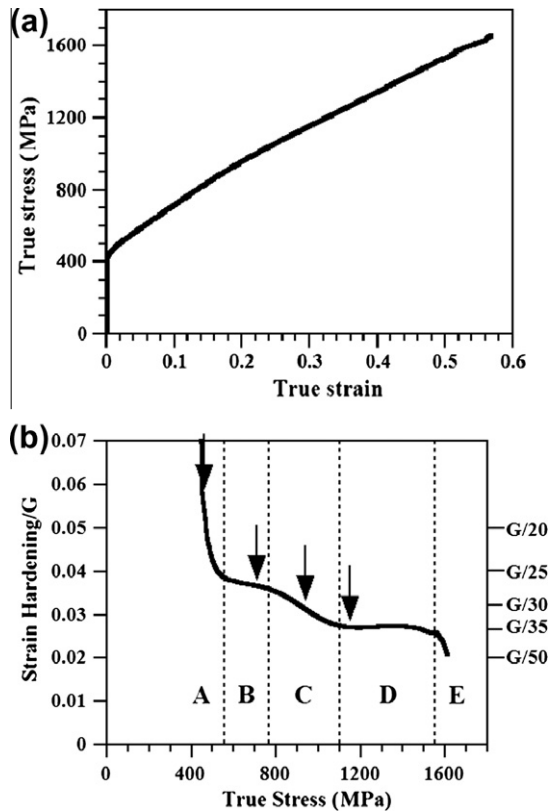 (a)
1600
1200
800
400
0
True stress (MPa)
0 0.1 0.2 0.3 0.4 0.5 0.6
True strain
(b)
0.07
0.06
0.05
0.04
0.03
0.02
0.01
0
Strain Hardening/G
G/20
G/25
G/30
G/35
G/50
A B C D E
0 400 800 1200 1600
True Stress (MPa)